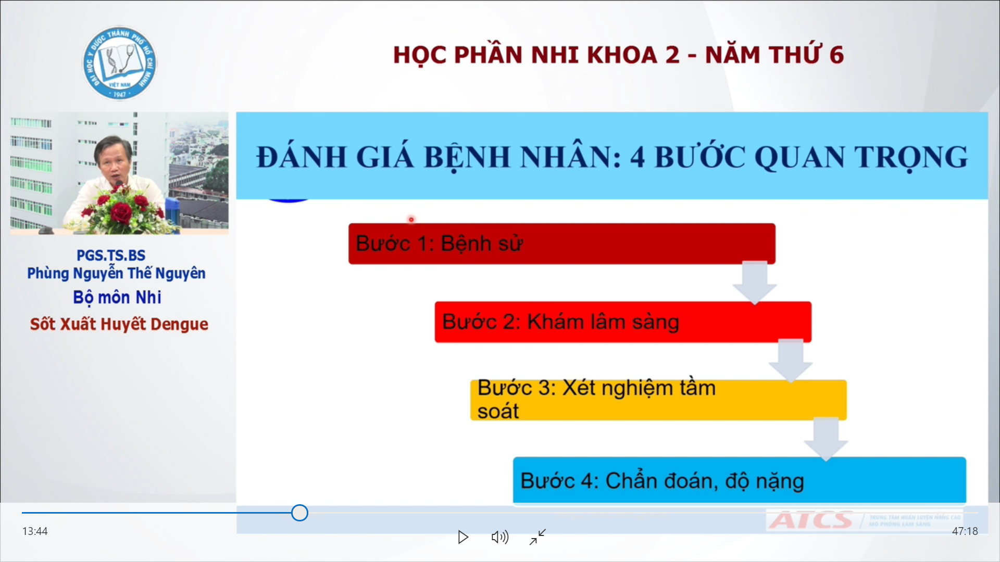 ĐẠI HỌC Y DƯỢC THÀNH PHỐ HỒ CHÍ MINH
VIỆT NAM
· 1947 ·
HỌC PHẦN NHI KHOA 2 - NĂM THỨ 6
PGS.TS.BS
Phùng Nguyễn Thế Nguyên
Bộ môn Nhi
Sốt Xuất Huyết Dengue
ĐÁNH GIÁ BỆNH NHÂN: 4 BƯỚC QUAN TRỌNG
Bước 1: Bệnh sử
Bước 2: Khám lâm sàng
Bước 3: Xét nghiệm tầm
soát
Bước 4: Chẩn đoán, độ nặng
ATCS
TRUNG TÂM HUẤN LUYỆN NÂNG CAO
MÔ PHỎNG LÂM SÀNG
13:44
47:18